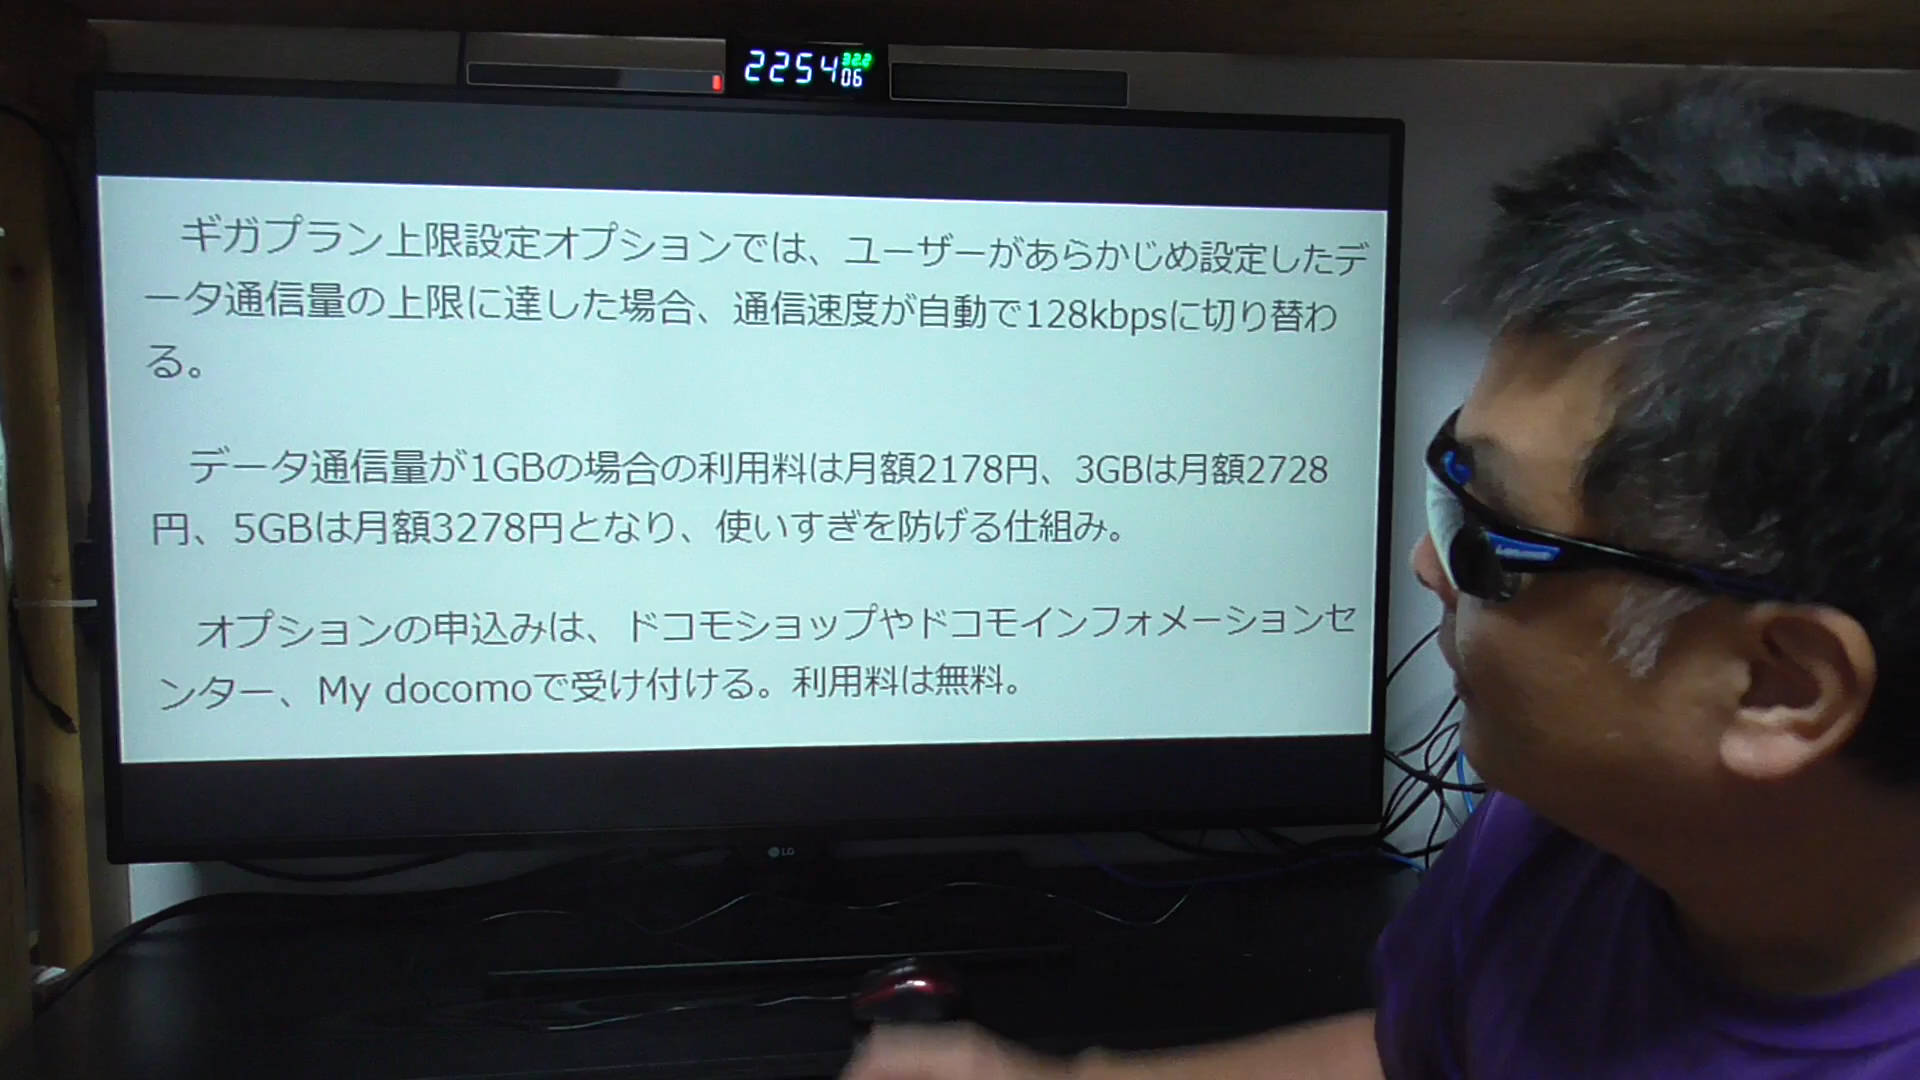 2254 32.2
06
ギガプラン上限設定オプションでは、ユーザーがあらかじめ設定したデ
ータ通信量の上限に達した場合、通信速度が自動で128kbpsに切り替わ
る。
データ通信量が1GBの場合の利用料は月額2178円、3GBは月額2728
円、5GBは月額3278円となり、使いすぎを防げる仕組み。
オプションの申込みは、ドコモショップやドコモインフォメーションセ
ンター、My docomoで受け付ける。利用料は無料。
LG